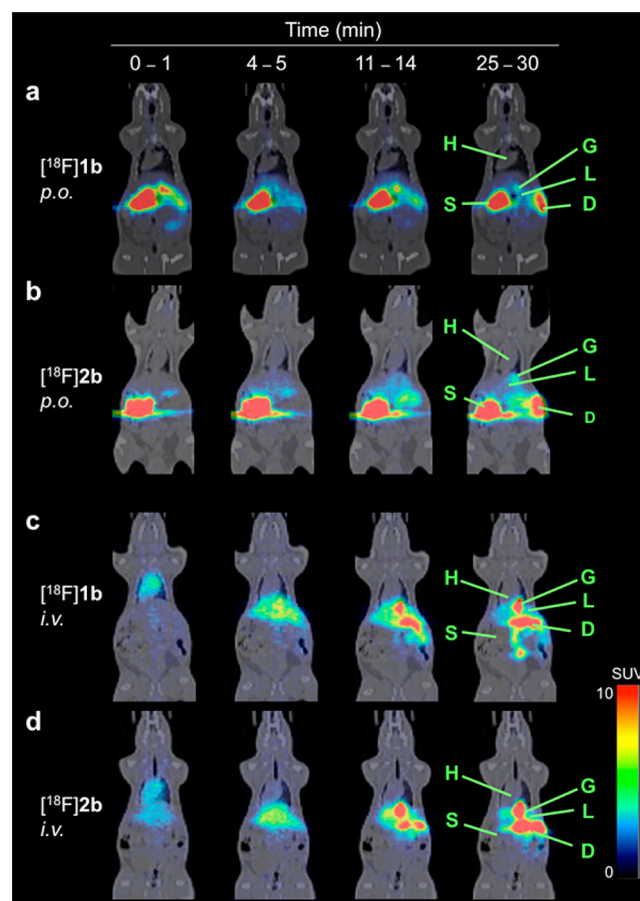 Time (min)
0 – 1 4 – 5 11 – 14 25 – 30
a
[¹⁸F]1b
p.o.
H
G
L
S
D
b
[¹⁸F]2b
p.o.
H
G
L
S
D
c
[¹⁸F]1b
i.v.
H
G
L
S
D
SUV
10
0
d
[¹⁸F]2b
i.v.
H
G
L
S
D